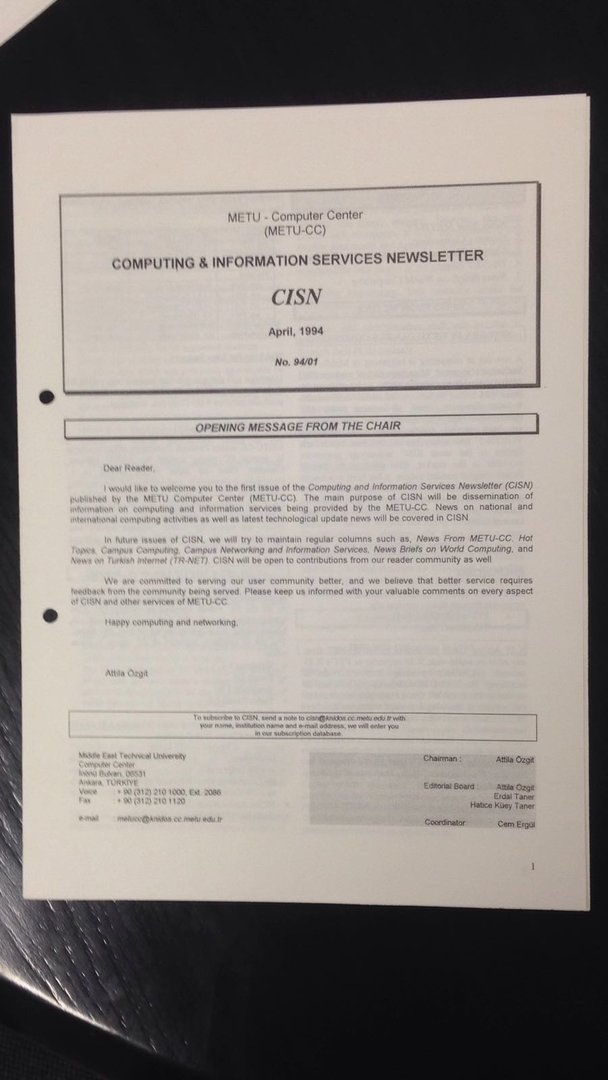 METU - Computer Center
(METU-CC)
COMPUTING & INFORMATION SERVICES NEWSLETTER
CISN
April, 1994
No. 94/01
OPENING MESSAGE FROM THE CHAIR
Dear Reader,
I would like to welcome you to the first issue of the Computing and Information Services Newsletter (CISN)
published by the METU Computer Center (METU-CC). The main purpose of CISN will be dissemination of
information on computing and information services being provided by the METU-CC. News on national and
international computing activities as well as latest technological update news will be covered in CISN.
In future issues of CISN, we will try to maintain regular columns such as, News From METU-CC, Hot
Topics, Campus Computing, Campus Networking and Information Services, News Briefs on World Computing, and
News on Turkish Internet (TR-NET). CISN will be open to contributions from our reader community as well.
We are committed to serving our user community better, and we believe that better service requires
feedback from the community being served. Please keep us informed with your valuable comments on every aspect
of CISN and other services of METU-CC.
Happy computing and networking,
Attila Özgit
To subscribe to CISN, send a note to cisn@knidos.cc.metu.edu.tr with
your name, institution name and e-mail address, we will enter you
in our subscription database.
Middle East Technical University
Computer Center
İnönü Bulvarı, 06531
Ankara, TÜRKİYE
Voice : + 90 (312) 210 1000, Ext. 2086
Fax : + 90 (312) 210 1120
e-mail : metucc@knidos.cc.metu.edu.tr
Chairman : Attila Özgit
Editorial Board : Attila Özgit
Erdal Taner
Hatice Küey Taner
Coordinator : Cem Ergül
1